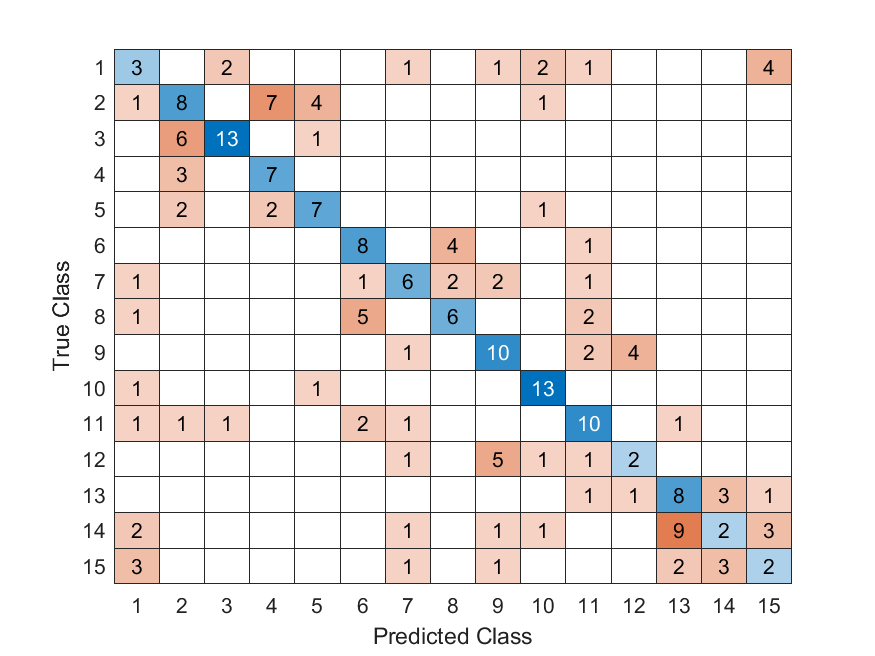 1 3 2 1 1 2 1 4
2 1 8 7 4 1
3 6 13 1
4 3 7
5 2 2 7 1
6 8 4 1
7 1 1 6 2 2 1
8 1 5 6 2
9 1 10 2 4
10 1 1 13
11 1 1 1 2 1 10 1
12 1 5 1 1 2
13 1 1 8 3 1
14 2 1 1 1 9 2 3
15 3 1 1 2 3 2
1 2 3 4 5 6 7 8 9 10 11 12 13 14 15
Predicted Class
True Class